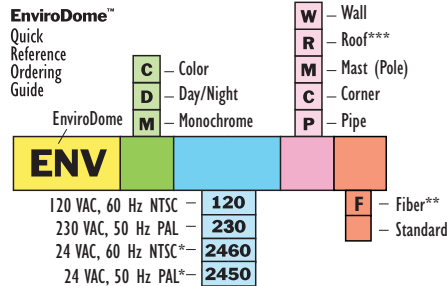 EnviroDome™
Quick
Reference
Ordering
Guide
EnviroDome
C – Color
D – Day/Night
M – Monochrome
W – Wall
R – Roof***
M – Mast (Pole)
C – Corner
P – Pipe
ENV
120 VAC, 60 Hz NTSC – 120
230 VAC, 50 Hz PAL – 230
24 VAC, 60 Hz NTSC* – 2460
24 VAC, 50 Hz PAL* – 2450
F – Fiber**
– Standard